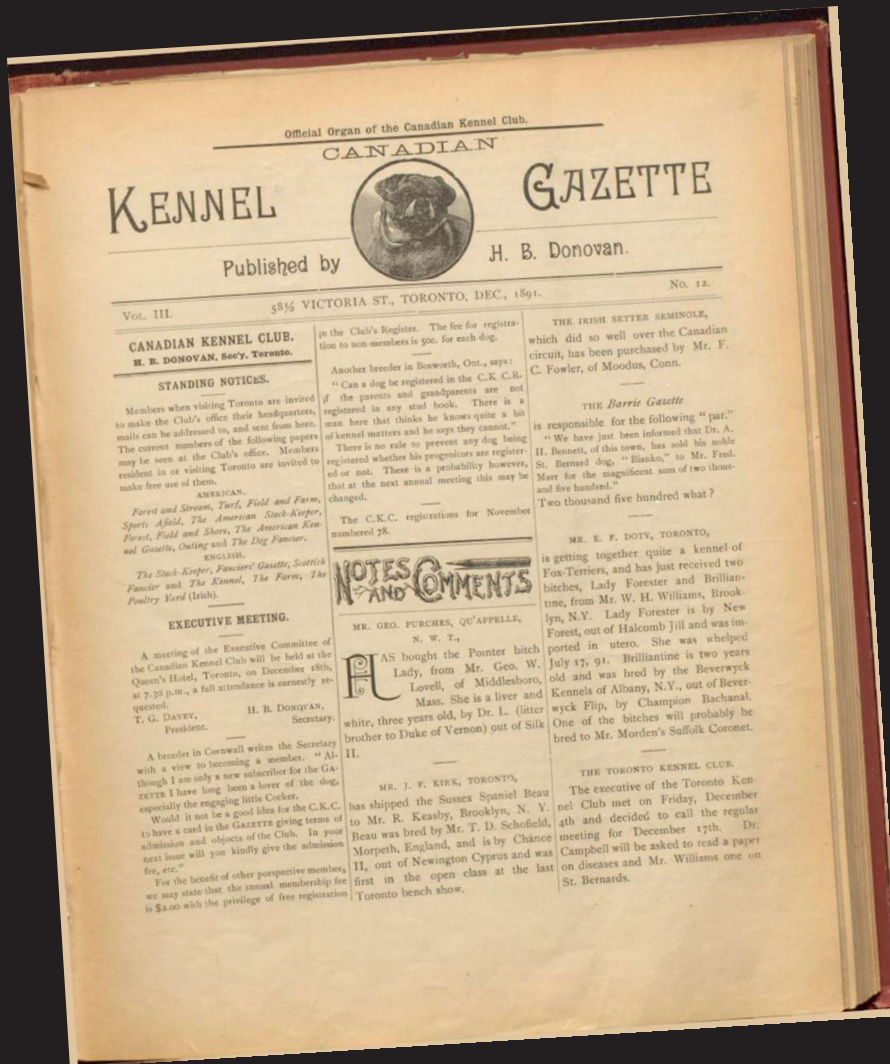 Official Organ of the Canadian Kennel Club.
CANADIAN
KENNEL GAZETTE
Published by H. B. Donovan.
VOL. III. 58½ VICTORIA ST., TORONTO, DEC., 1891. No. 12.
CANADIAN KENNEL CLUB.
H. B. DONOVAN, Sec'y. Toronto.
STANDING NOTICES.
Members when visiting Toronto are invited
to make the Club's office their headquarters,
mails can be addressed to, and sent from here.
The current numbers of the following papers
may be seen at the Club's office. Members
resident in or visiting Toronto are invited to
make free use of them.
AMERICAN.
Forest and Stream, Turf, Field and Farm,
Sports Afield, The American Stock-Keeper,
Forest, Field and Shore, The American Ken-
nel Gazette, Outing and The Dog Fancier.
ENGLISH.
The Stock-Keeper, Fanciers' Gazette, Scottish
Fancier and The Kennel, The Farm, The
Poultry Yard (Irish).
EXECUTIVE MEETING.
A meeting of the Executive Committee of
the Canadian Kennel Club will be held at the
Queen's Hotel, Toronto, on December 18th,
at 7.30 p.m., a full attendance is earnestly re-
quested.
T. G. DAVEY, H. B. DONOVAN,
President. Secretary.
A breeder in Cornwall writes the Secretary
with a view to becoming a member. "Al-
though I am only a new subscriber for the GA-
ZETTE I have long been a lover of the dog,
especially the engaging little Cocker.
Would it not be a good idea for the C.K.C.
to have a card in the GAZETTE giving terms of
admission and objects of the Club. In your
next issue will you kindly give the admission
fee, etc."
For the benefit of other perspective members
we may state that the annual membership fee
is $2.00 with the privilege of free registration
in the Club's Register. The fee for registra-
tion to non-members is 50c. for each dog.
Another breeder in Bosworth, Ont., says:
"Can a dog be registered in the C.K C.R-
if the parents and grandparents are not
registered in any stud book. There is a
man here that thinks he knows quite a bit
of kennel matters and he says they cannot."
There is no rule to prevent any dog being
registered whether his progenitors are register-
ed or not. There is a probability however,
that at the next annual meeting this may be
changed.
The C.K.C. registrations for November
numbered 78.
NOTES AND COMMENTS
MR. GEO. PURCHES, QU'APPELLE,
N. W. T.,
HAS bought the Pointer bitch
Lady, from Mr. Geo. W.
Lovell, of Middlesboro,
Mass. She is a liver and
white, three years old, by Dr. L. (litter
brother to Duke of Vernon) out of Silk
II.
MR. J. F. KIRK, TORONTO,
has shipped the Sussex Spaniel Beau
to Mr. R. Keasby, Brooklyn, N. Y.
Beau was bred by Mr. T. D. Schofield,
Morpeth, England, and is by Chance
II, out of Newington Cyprus and was
first in the open class at the last
Toronto bench show.
THE IRISH SETTER SEMINOLE,
which did so well over the Canadian
circuit, has been purchased by Mr. F.
C. Fowler, of Moodus, Conn.
THE Barrie Gazette
is responsible for the following "par."
"We have just been informed that Dr. A.
H. Bennett, of this town, has sold his noble
St. Bernard dog, "Bianko," to Mr. Fred.
Marr for the magnificent sum of two thous-
and five hundred."
Two thousand five hundred what?
MR. E. F. DOTY, TORONTO,
is getting together quite a kennel of
Fox-Terriers, and has just received two
bitches, Lady Forester and Brillian-
tine, from Mr. W. H. Williams, Brook-
lyn, N.Y. Lady Forester is by New
Forest, out of Halcomb Jill and was im-
ported in utero. She was whelped
July 17, 91. Brilliantine is two years
old and was bred by the Beverwyck
Kennels of Albany, N.Y., out of Bever-
wyck Flip, by Champion Bachanal.
One of the bitches will probably be
bred to Mr. Morden's Suffolk Coronet.
THE TORONTO KENNEL CLUB.
The executive of the Toronto Ken-
nel Club met on Friday, December
4th and decided to call the regular
meeting for December 17th. Dr.
Campbell will be asked to read a paper
on diseases and Mr. Williams one on
St. Bernards.